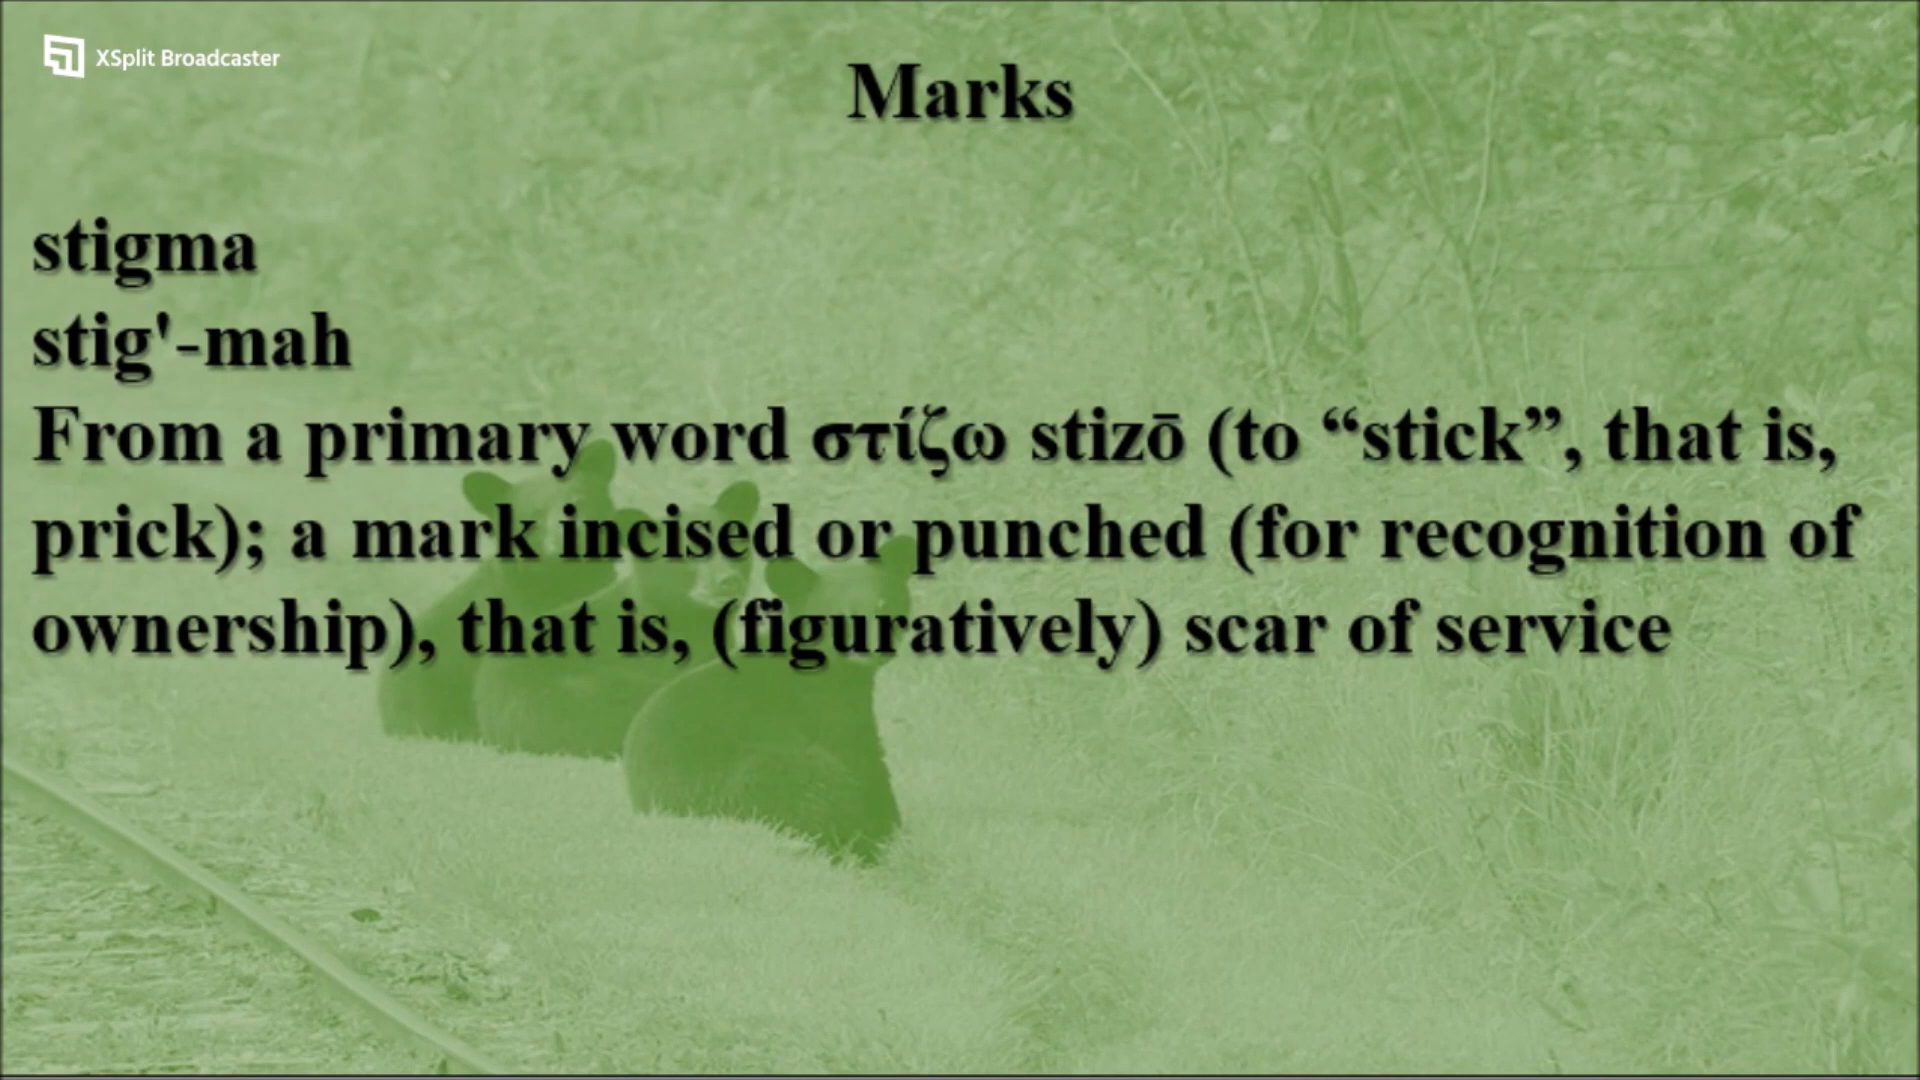 XSplit Broadcaster
Marks
stigma
stig'-mah
From a primary word στίζω stizō (to “stick”, that is,
prick); a mark incised or punched (for recognition of
ownership), that is, (figuratively) scar of service